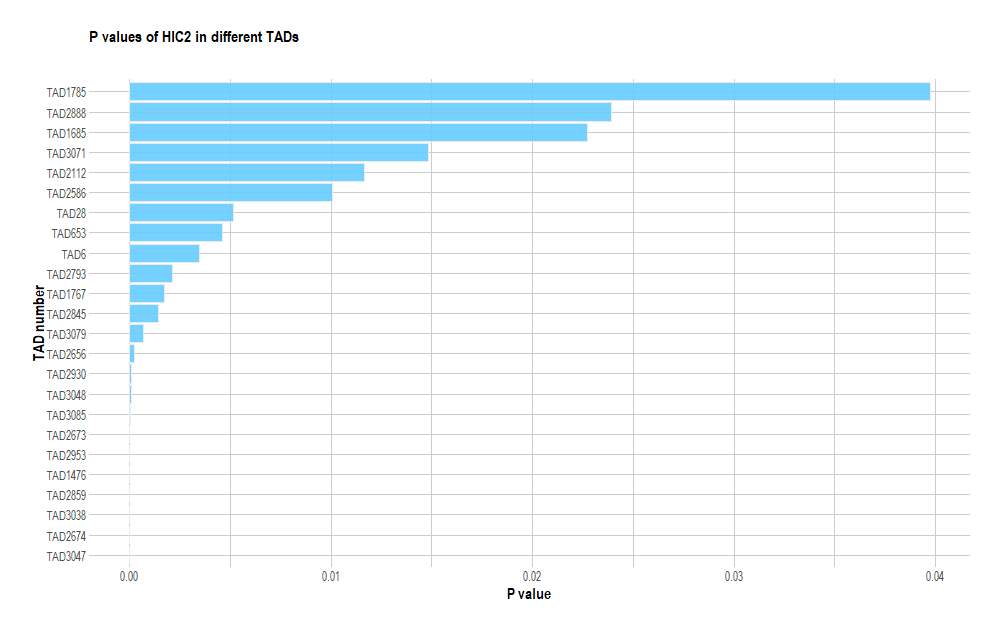 P values of HIC2 in different TADs
TAD1785
TAD2888
TAD1685
TAD3071
TAD2112
TAD2586
TAD28
TAD653
TAD6
TAD2793
TAD1767
TAD2845
TAD3079
TAD2656
TAD2930
TAD3048
TAD3085
TAD2673
TAD2953
TAD1476
TAD2859
TAD3038
TAD2674
TAD3047
TAD number
0.00 0.01 0.02 0.03 0.04
P value